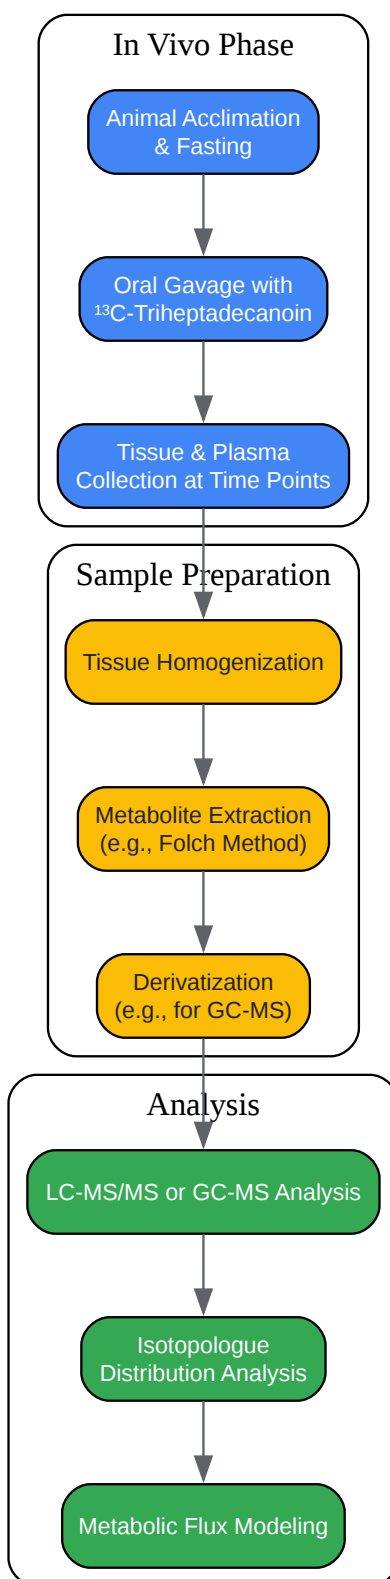 In Vivo Phase
Animal Acclimation
& Fasting
Oral Gavage with
¹³C-Triheptadecanoin
Tissue & Plasma
Collection at Time Points
Sample Preparation
Tissue Homogenization
Metabolite Extraction
(e.g., Folch Method)
Derivatization
(e.g., for GC-MS)
Analysis
LC-MS/MS or GC-MS Analysis
Isotopologue
Distribution Analysis
Metabolic Flux Modeling